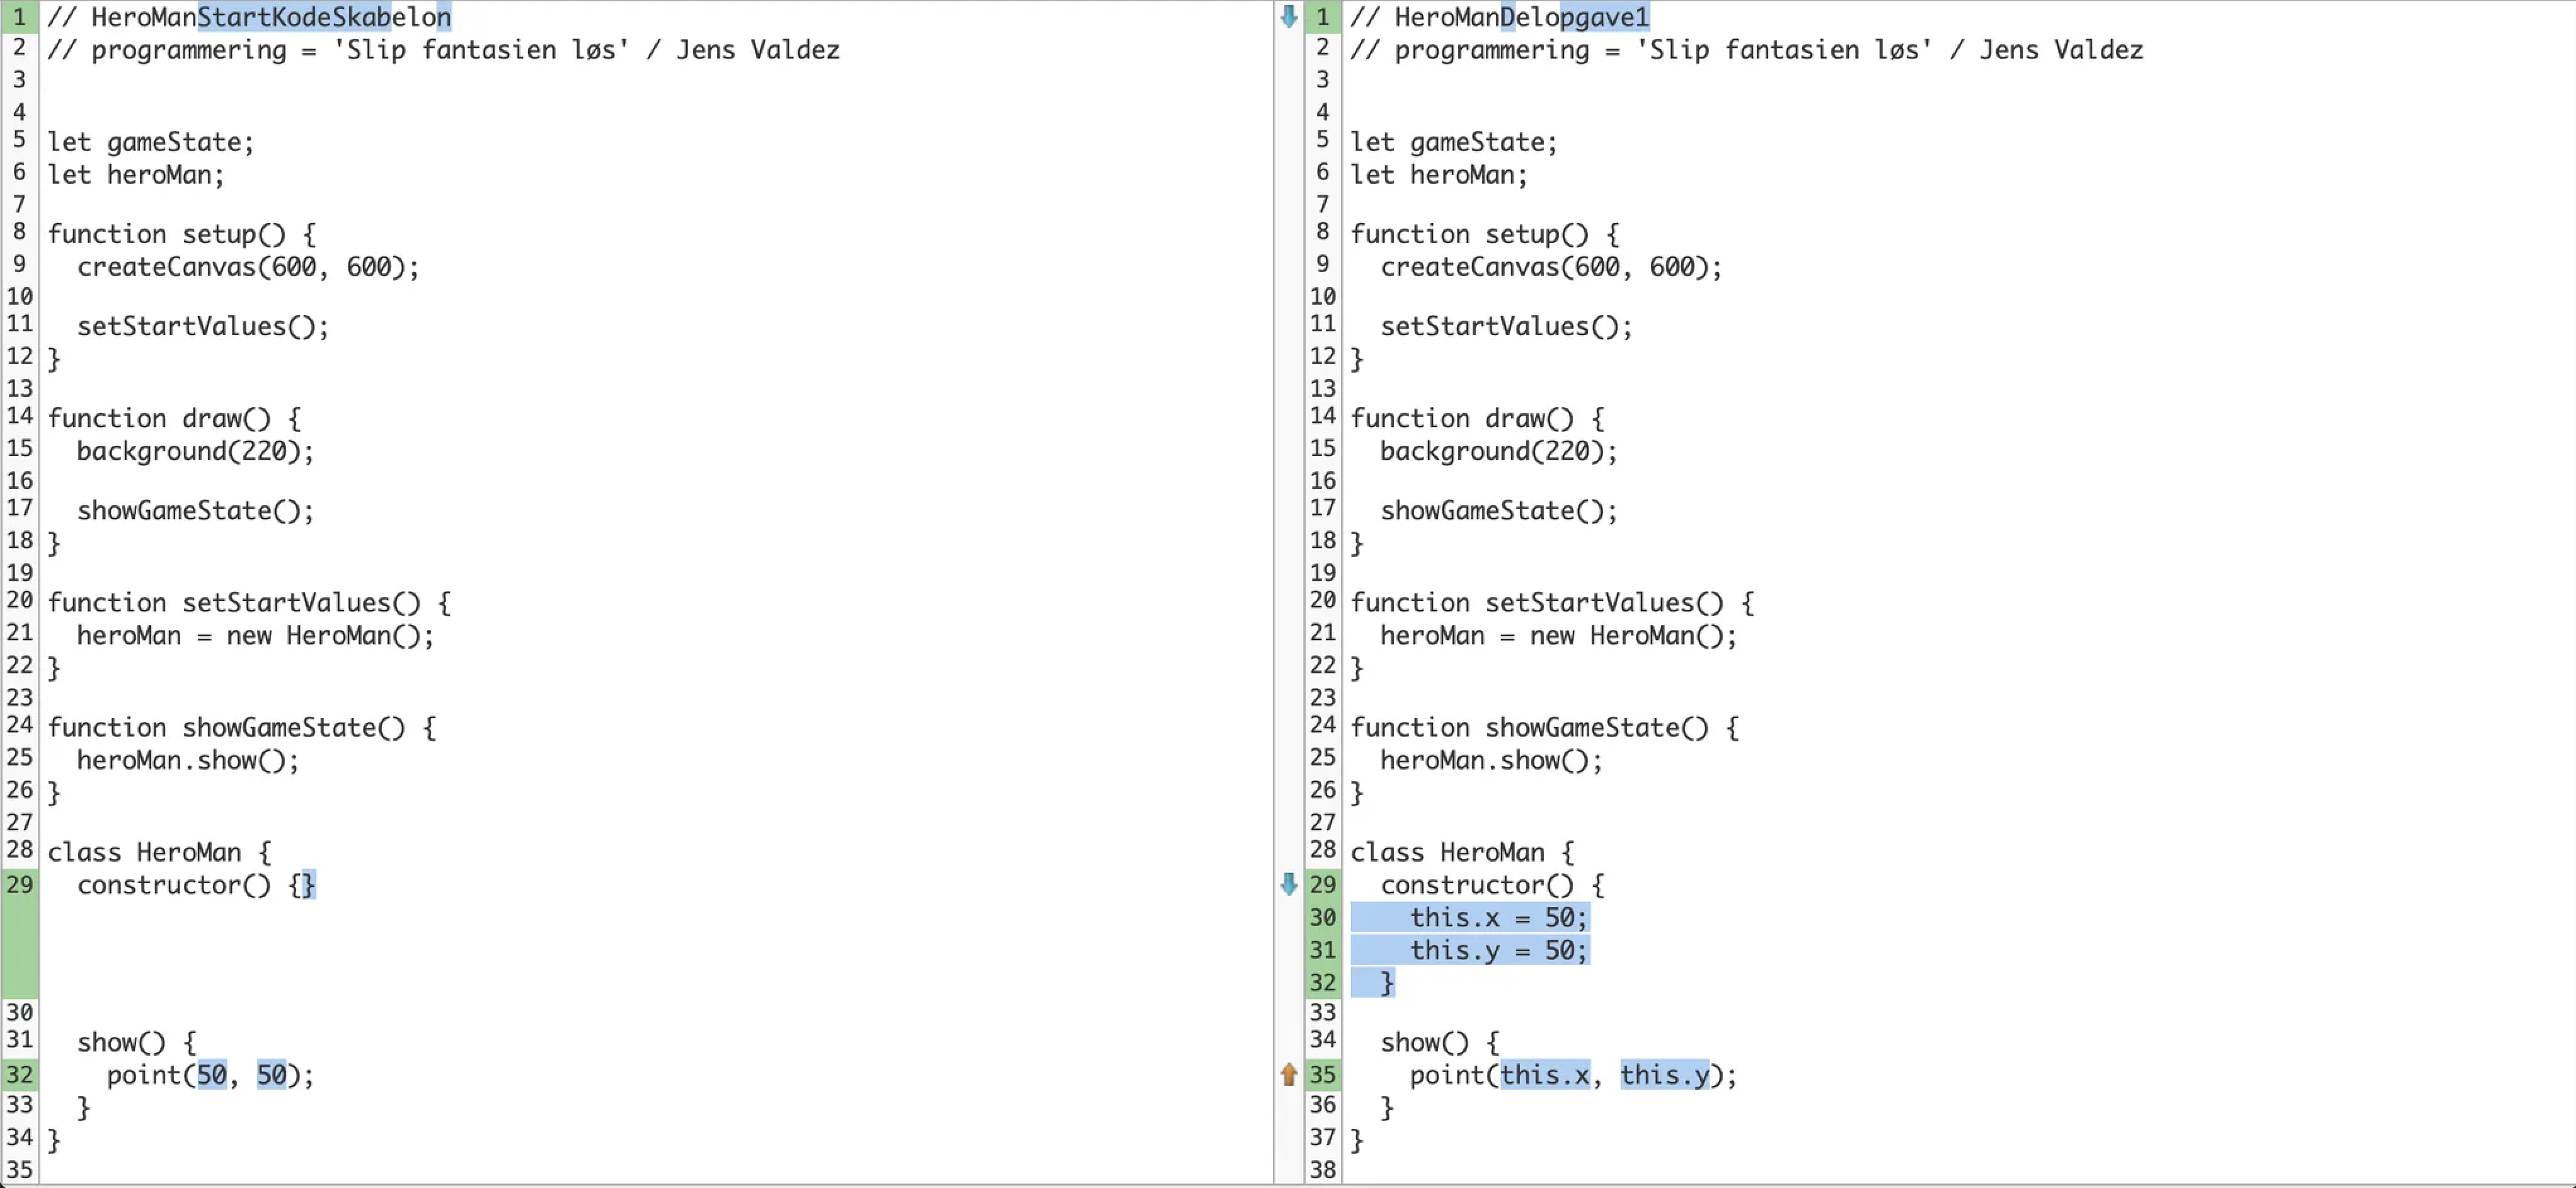 1 // HeroManStartKodeSkabelon
2 // programmering = 'Slip fantasien løs' / Jens Valdez
3
4
5 let gameState;
6 let heroMan;
7
8 function setup() {
9   createCanvas(600, 600);
10
11   setStartValues();
12 }
13
14 function draw() {
15   background(220);
16
17   showGameState();
18 }
19
20 function setStartValues() {
21   heroMan = new HeroMan();
22 }
23
24 function showGameState() {
25   heroMan.show();
26 }
27
28 class HeroMan {
29   constructor() {}
30
31   show() {
32     point(50, 50);
33   }
34 }
35
1 // HeroManDelopgave1
2 // programmering = 'Slip fantasien løs' / Jens Valdez
3
4
5 let gameState;
6 let heroMan;
7
8 function setup() {
9   createCanvas(600, 600);
10
11   setStartValues();
12 }
13
14 function draw() {
15   background(220);
16
17   showGameState();
18 }
19
20 function setStartValues() {
21   heroMan = new HeroMan();
22 }
23
24 function showGameState() {
25   heroMan.show();
26 }
27
28 class HeroMan {
29   constructor() {
30     this.x = 50;
31     this.y = 50;
32   }
33
34   show() {
35     point(this.x, this.y);
36   }
37 }
38